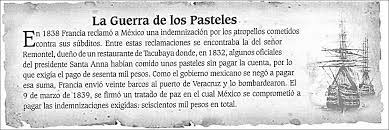 La Guerra de los Pasteles
En 1838 Francia reclamó a México una indemnización por los atropellos cometidos
contra sus súbditos. Entre estas reclamaciones se encontraba la del señor
Remontel, dueño de un restaurante de Tacubaya donde, en 1832, algunos oficiales
del presidente Santa Anna habían comido unos pasteles sin pagar la cuenta, por lo
que exigía el pago de sesenta mil pesos. Como el gobierno mexicano se negó a pagar
esa suma, Francia envió veinte barcos al puerto de Veracruz y lo bombardearon. El
9 de marzo de 1839, se firmó un tratado de paz en el cual México se comprometió a
pagar las indemnizaciones exigidas: seiscientos mil pesos en total.